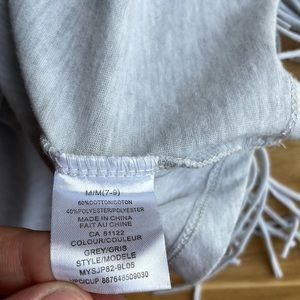 M/M(7-9)
60%COTTON/COTON
40%POLYESTER/POLYESTER
MADE IN CHINA
FAIT AU CHINE
CA 51122
COLOUR/COULEUR
GREY/GRIS
STYLE/MODELE
MYSJP82-BL05
UPC/CUP 887648509030